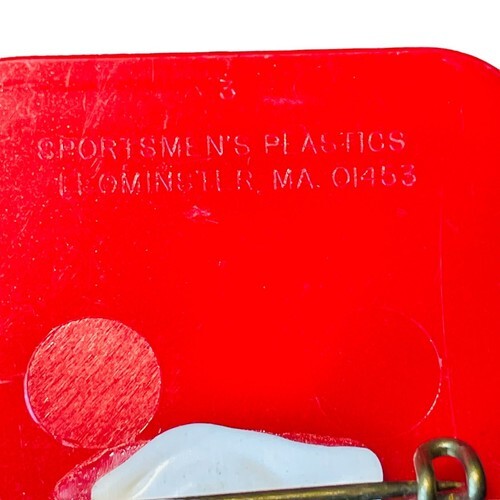 3
SPORTSMEN'S PLASTICS
LEOMINSTER, MA. 01453